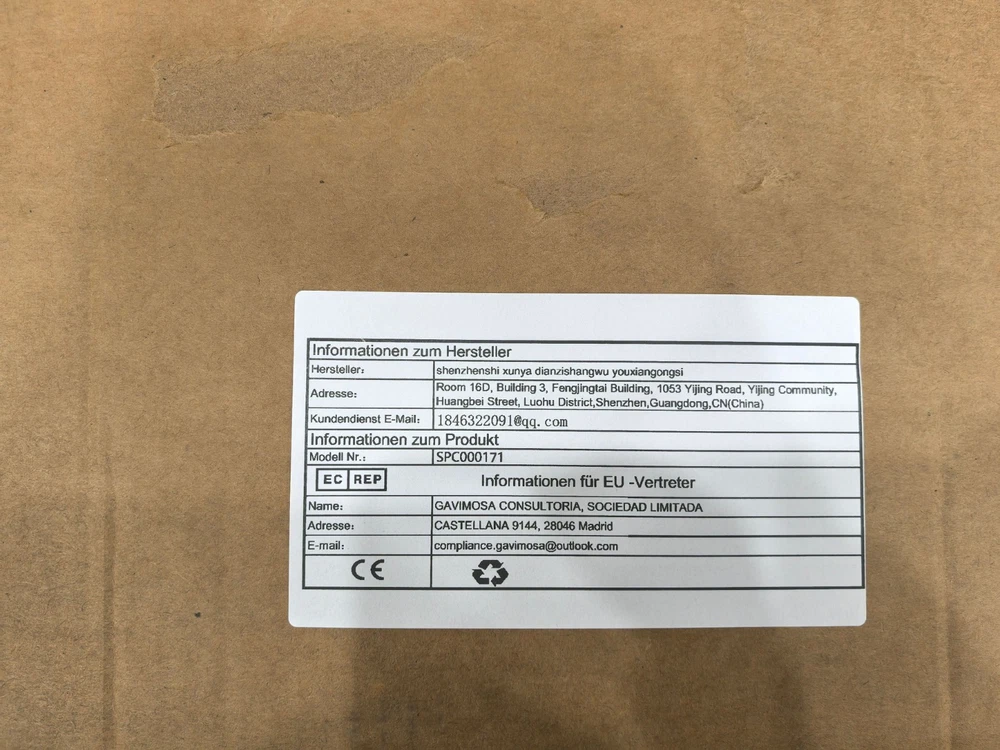 Informationen zum Hersteller
Hersteller: shenzhenshi xunya dianzishangwu youxiangongsi
Adresse: Room 16D, Building 3, Fengjingtai Building, 1053 Yijing Road, Yijing Community,
Huangbei Street, Luohu District,Shenzhen,Guangdong,CN(China)
Kundendienst E-Mail: 1846322091@qq.com
Informationen zum Produkt
Modell Nr.: SPC000171
EC REP Informationen für EU -Vertreter
Name: GAVIMOSA CONSULTORIA, SOCIEDAD LIMITADA
Adresse: CASTELLANA 9144, 28046 Madrid
E-mail: compliance.gavimosa@outlook.com
CE